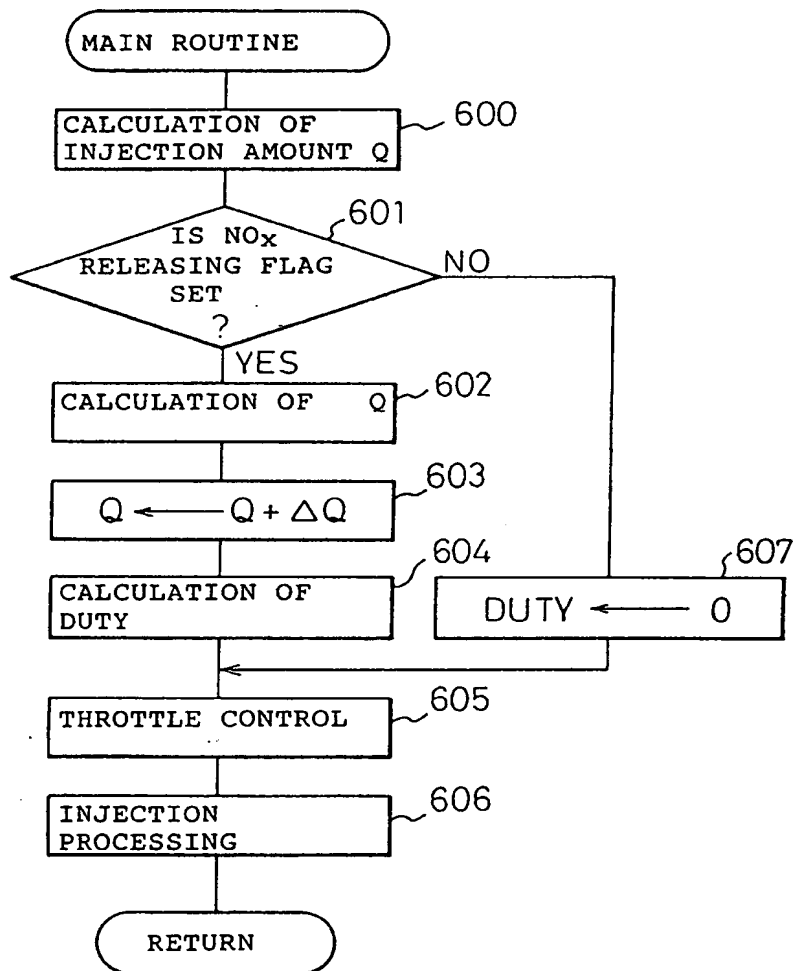 MAIN ROUTINE
CALCULATION OF
INJECTION AMOUNT Q
600
601
IS NOx
RELEASING FLAG
SET
?
NO
YES
CALCULATION OF Q
602
Q ← Q + △Q
603
CALCULATION OF
DUTY
604
DUTY ← 0
607
THROTTLE CONTROL
605
INJECTION
PROCESSING
606
RETURN